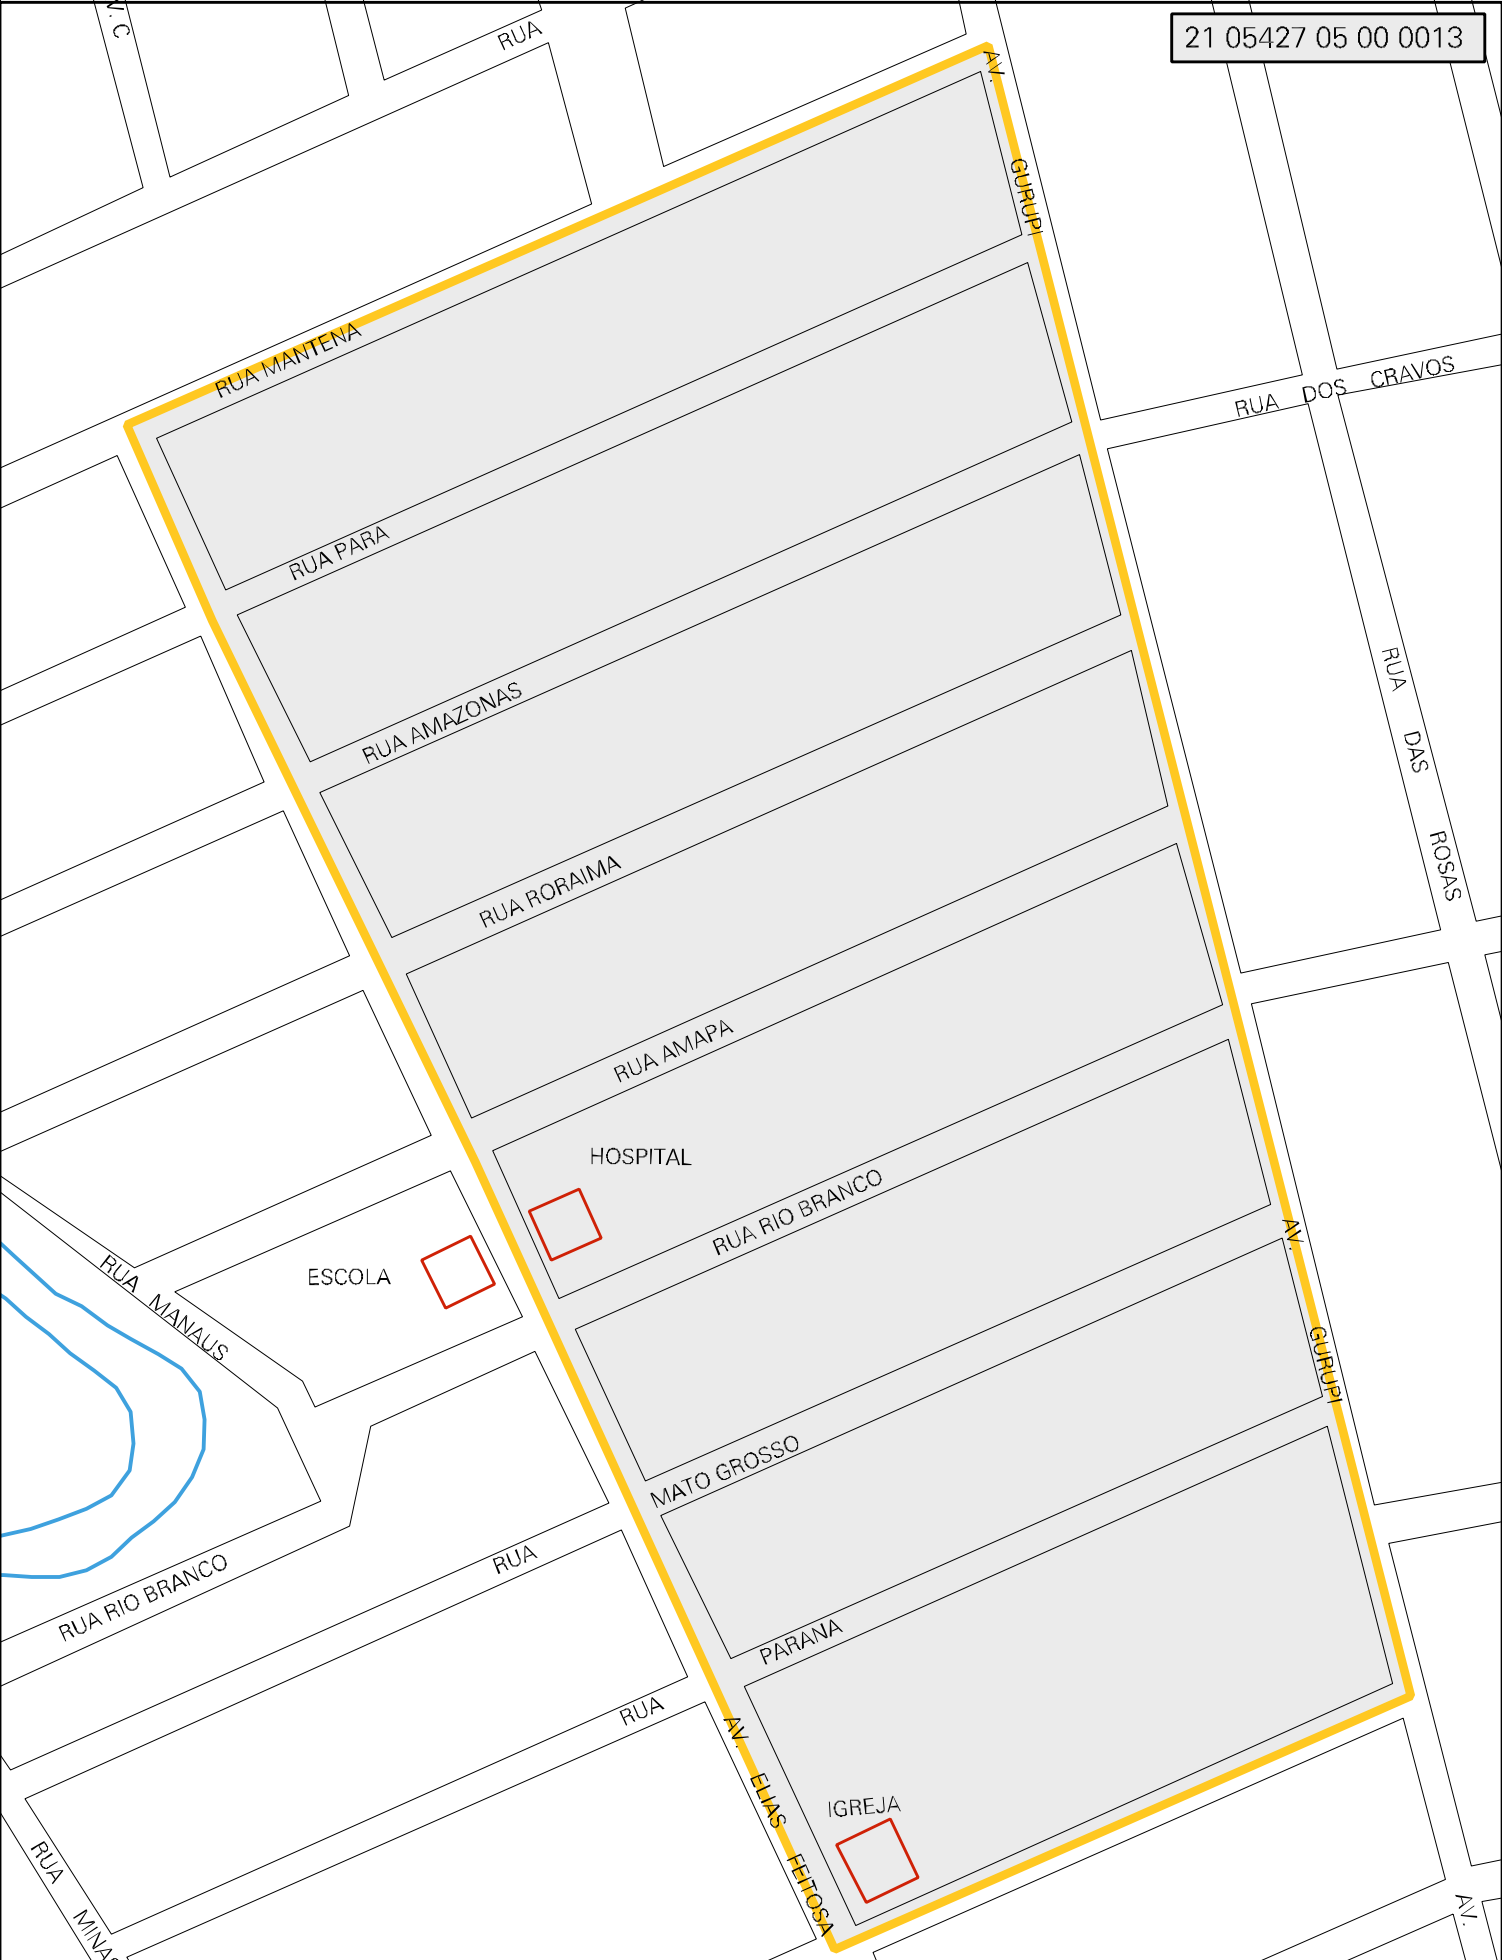 RUA
21 05427 05 00 0013
AV.
GURUPI
RUA MANTENA
RUA DOS CRAVOS
RUA PARA
RUA AMAZONAS
RUA DAS ROSAS
RUA RORAIMA
RUA AMAPA
HOSPITAL
RUA RIO BRANCO
ESCOLA
RUA MANAUS
AV.
GURUPI
MATO GROSSO
RUA
RUA RIO BRANCO
PARANA
RUA
AV. ELIAS FEITOSA
IGREJA
RUA
AV.